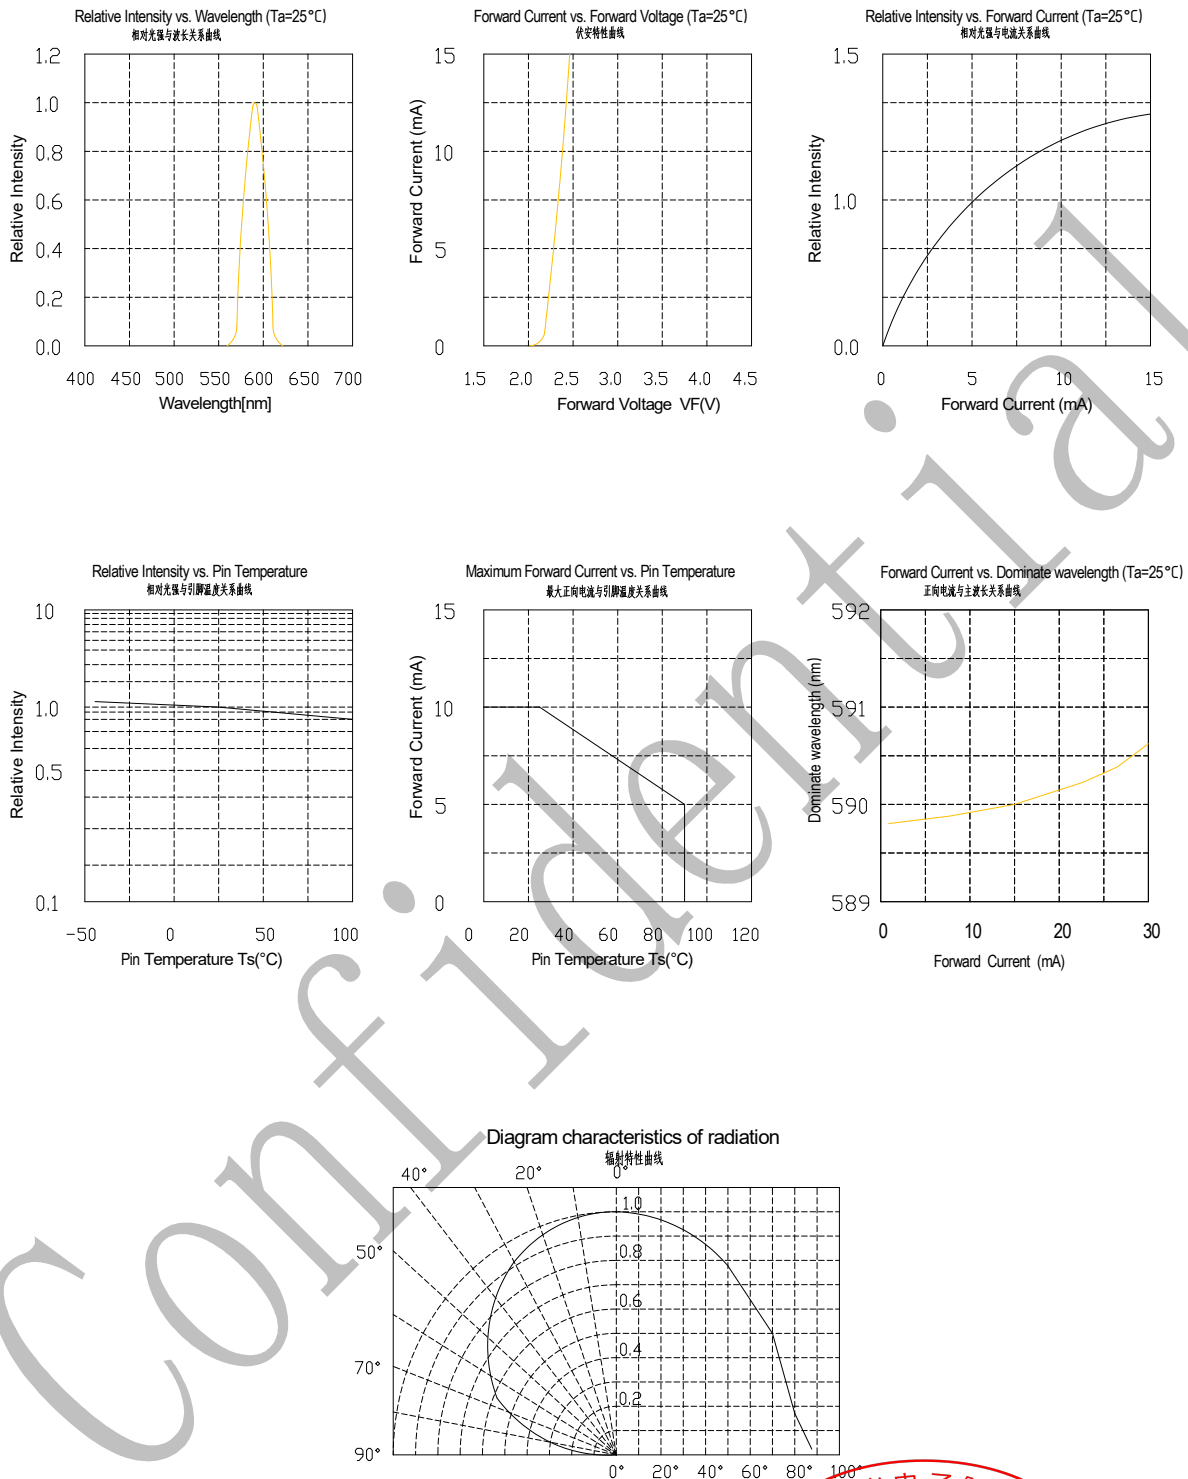 Relative Intensity vs. Wavelength (Ta=25°C)
相对光强与波长关系曲线
Relative Intensity
1.2
1.0
0.8
0.6
0.4
0.2
0.0
400 450 500 550 600 650 700
Wavelength[nm]
Forward Current vs. Forward Voltage (Ta=25°C)
伏安特性曲线
Forward Current (mA)
15
10
5
0
1.5 2.0 2.5 3.0 3.5 4.0 4.5
Forward Voltage VF(V)
Relative Intensity vs. Forward Current (Ta=25°C)
相对光强与电流关系曲线
Relative Intensity
1.5
1.0
0.0
0 5 10 15
Forward Current (mA)
Relative Intensity vs. Pin Temperature
相对光强与引脚温度关系曲线
Relative Intensity
10
1.0
0.5
0.1
-50 0 50 100
Pin Temperature Ts(°C)
Maximum Forward Current vs. Pin Temperature
最大正向电流与引脚温度关系曲线
Forward Current (mA)
15
10
5
0
0 20 40 60 80 100 120
Pin Temperature Ts(°C)
Forward Current vs. Dominate wavelength (Ta=25°C)
正向电流与主波长关系曲线
Dominate wavelength (nm)
592
591
590
589
0 10 20 30
Forward Current (mA)
Diagram characteristics of radiation
辐射特性曲线
40° 20° 0°
50°
70°
90°
1.0
0.8
0.6
0.4
0.2
0° 20° 40° 60° 80° 100°
Confidential
电子